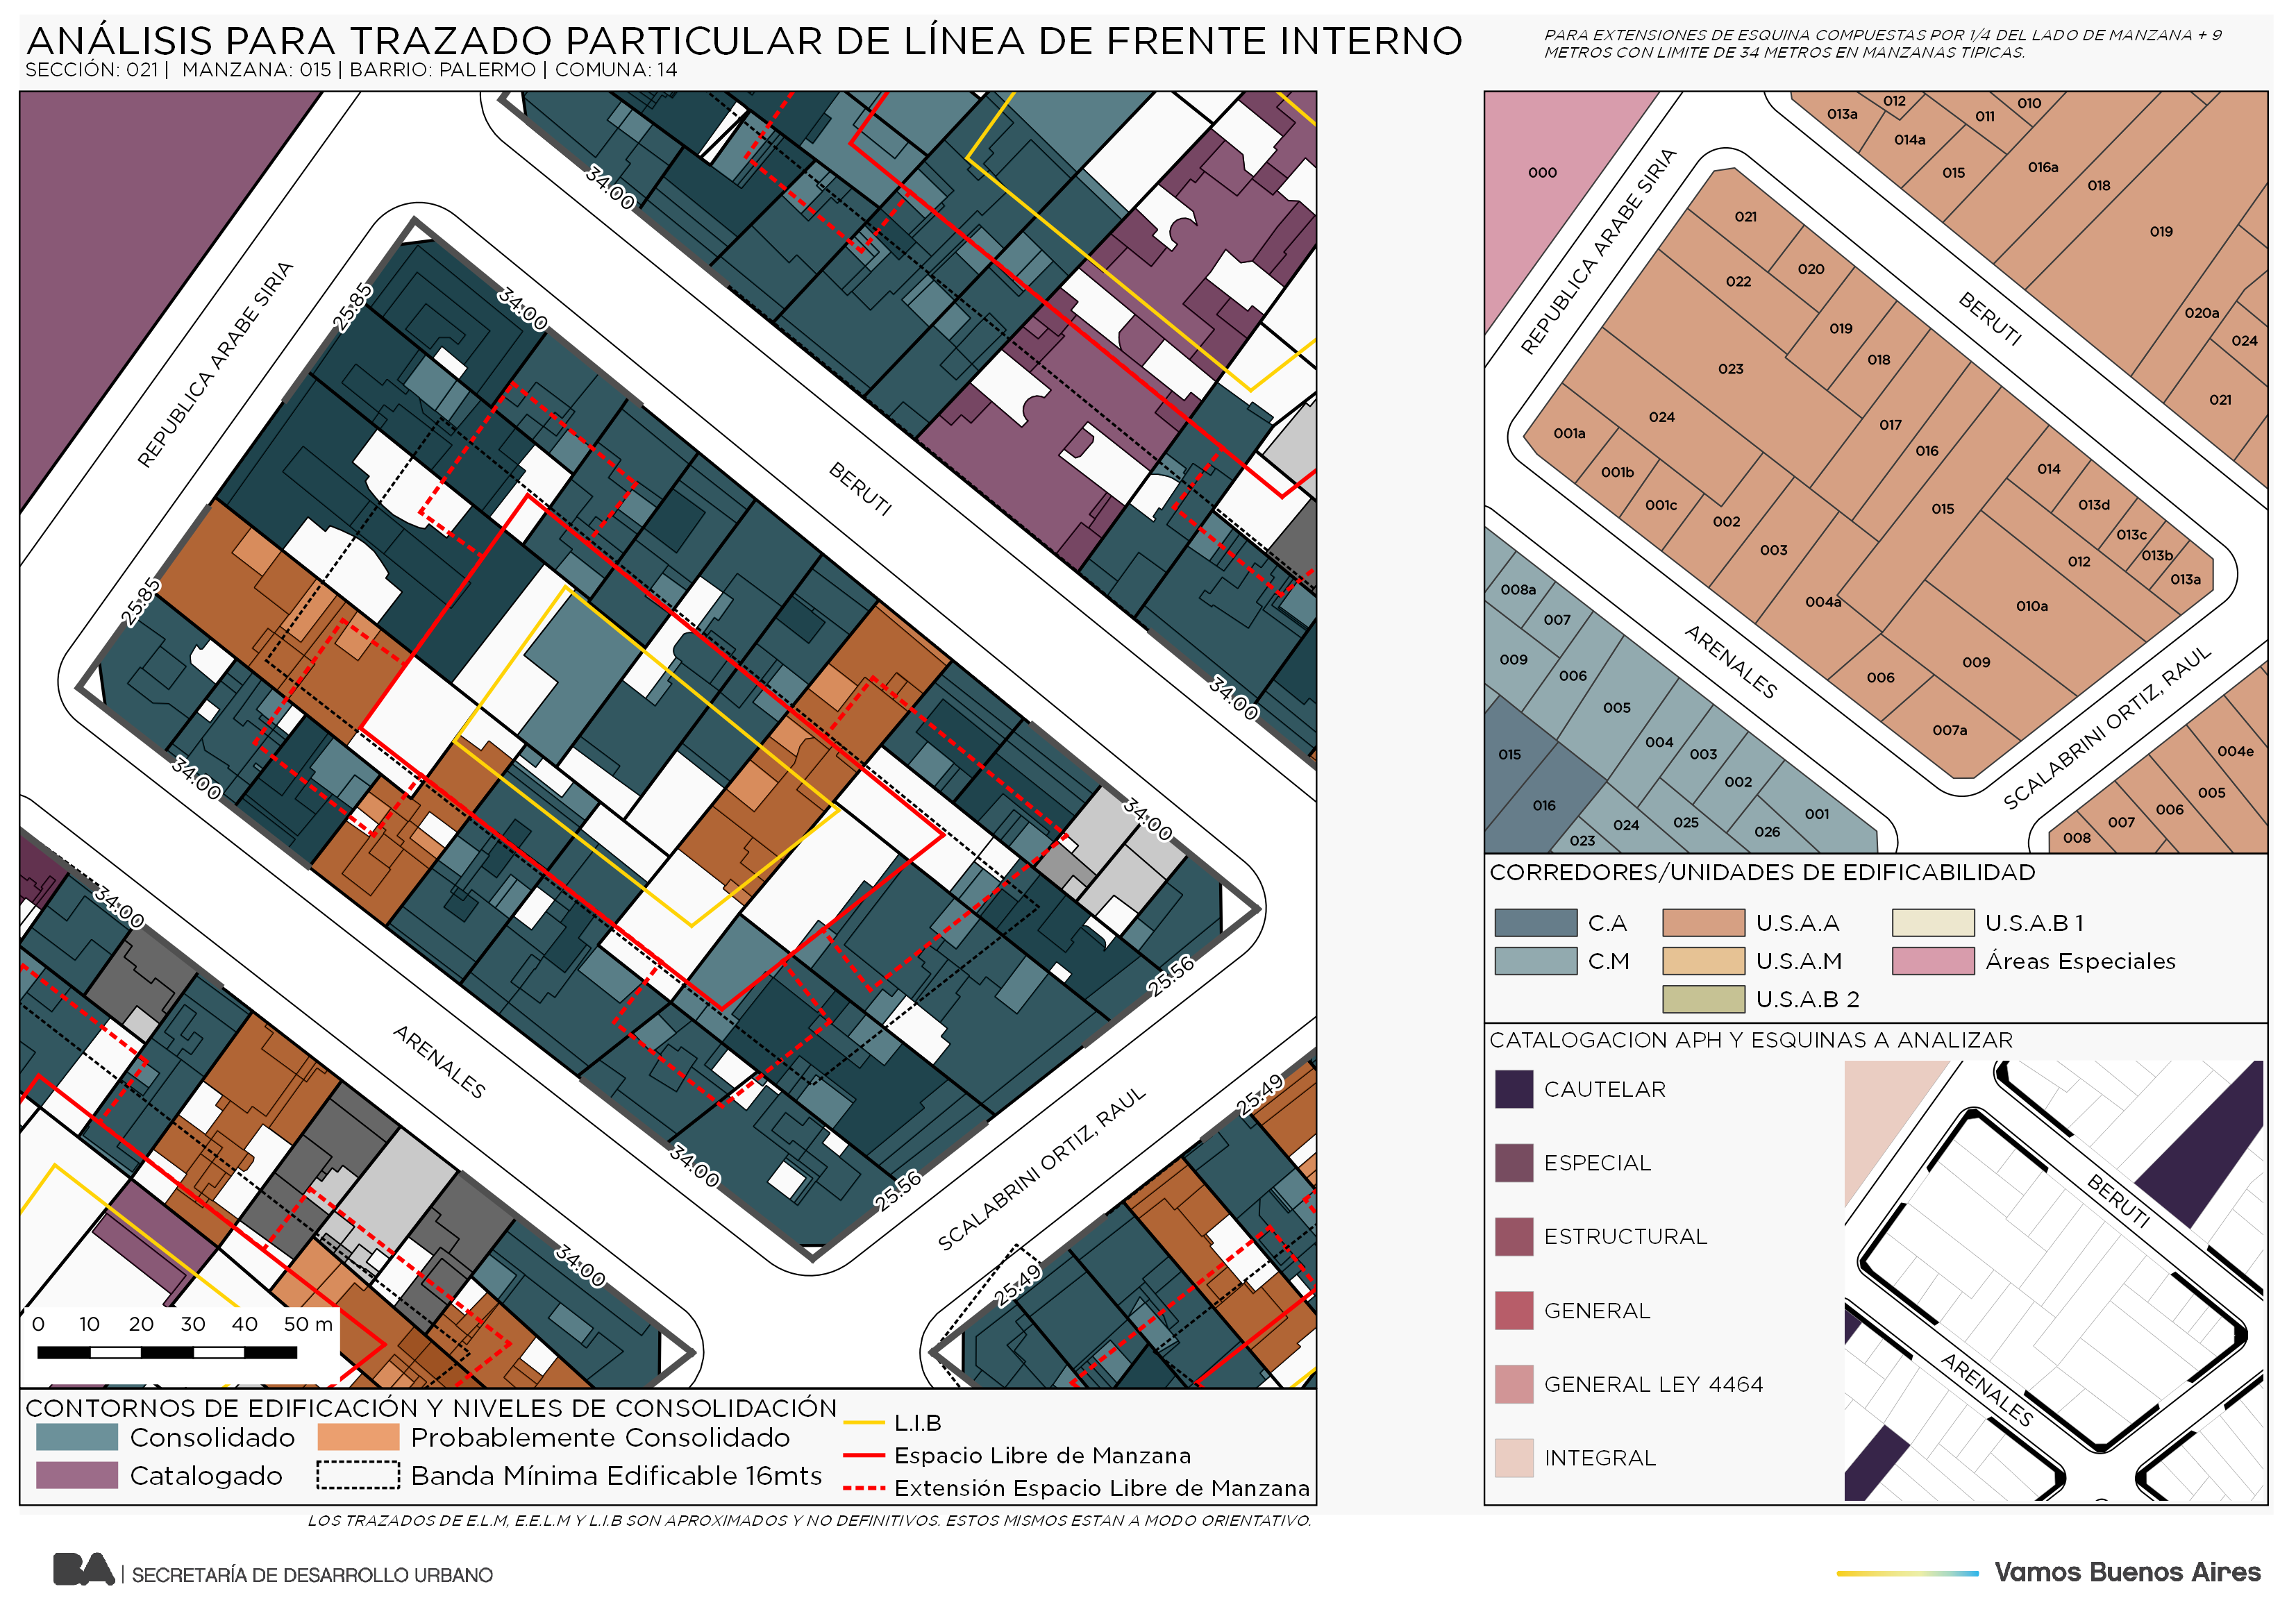 ANÁLISIS PARA TRAZADO PARTICULAR DE LÍNEA DE FRENTE INTERNO
SECCIÓN: 021 | MANZANA: 015 | BARRIO: PALERMO | COMUNA: 14
PARA EXTENSIONES DE ESQUINA COMPUESTAS POR 1/4 DEL LADO DE MANZANA + 9
METROS CON LIMITE DE 34 METROS EN MANZANAS TIPICAS.
34.00
REPUBLICA ARABE SIRIA
25.85
34.00
BERUTI
25.85
34.00
34.00
34.00
34.00
ARENALES
25.56
34.00
25.56
SCALABRINI ORTIZ, RAUL
25.49
25.49
34.00
0 10 20 30 40 50 m
CONTORNOS DE EDIFICACIÓN Y NIVELES DE CONSOLIDACIÓN
Consolidado
Probablemente Consolidado
Catalogado
Banda Mínima Edificable 16mts
L.I.B
Espacio Libre de Manzana
Extensión Espacio Libre de Manzana
LOS TRAZADOS DE E.L.M, E.E.L.M Y L.I.B SON APROXIMADOS Y NO DEFINITIVOS. ESTOS MISMOS ESTAN A MODO ORIENTATIVO.
000
013a
012
010
011
014a
015
016a
018
019
020a
024
021
REPUBLICA ARABE SIRIA
BERUTI
021
020
022
019
018
023
024
017
016
001a
001b
001c
002
003
015
014
013d
013c
013b
013a
012
004a
010a
009
006
007a
ARENALES
SCALABRINI ORTIZ, RAUL
008a
007
009
006
005
004
003
002
001
015
016
023
024
025
026
004e
005
006
007
008
CORREDORES/UNIDADES DE EDIFICABILIDAD
C.A
U.S.A.A
U.S.A.B 1
C.M
U.S.A.M
Áreas Especiales
U.S.A.B 2
CATALOGACION APH Y ESQUINAS A ANALIZAR
CAUTELAR
ESPECIAL
ESTRUCTURAL
GENERAL
GENERAL LEY 4464
INTEGRAL
BERUTI
ARENALES
BA | SECRETARÍA DE DESARROLLO URBANO
Vamos Buenos Aires